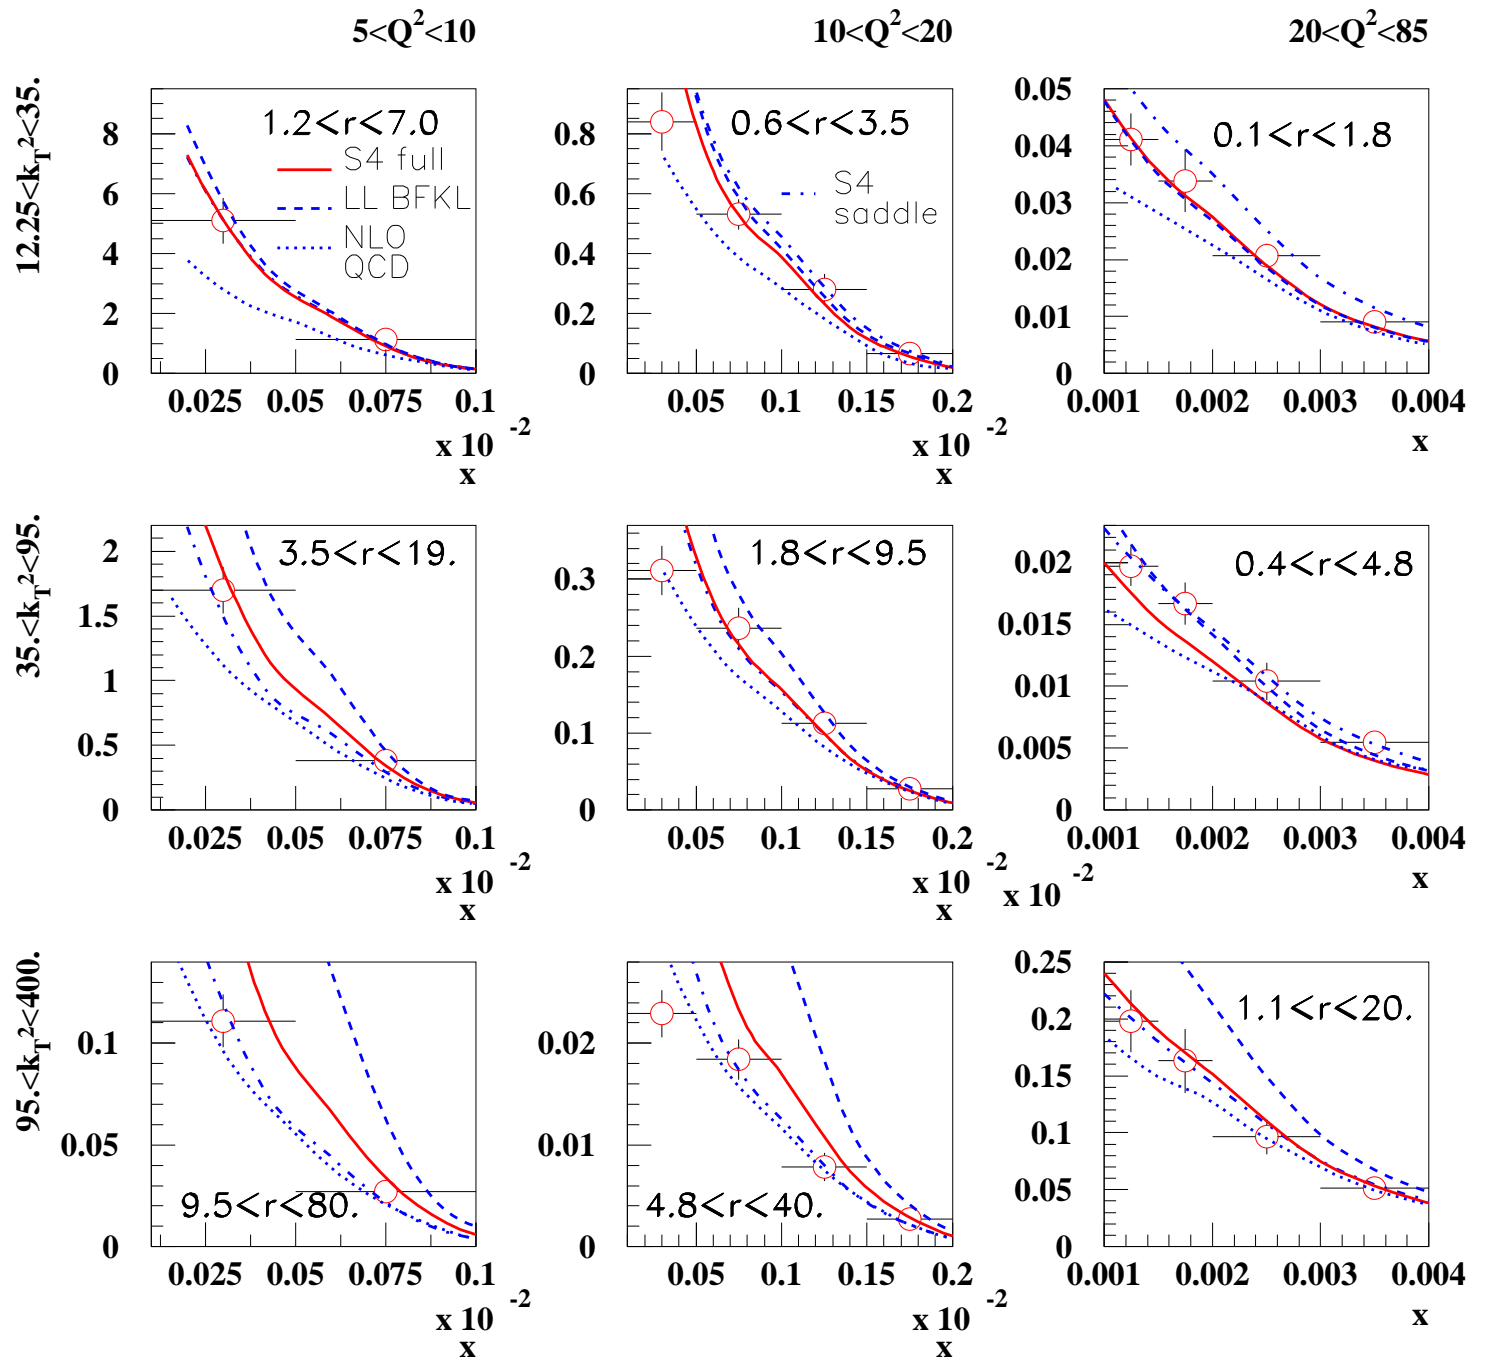 5<Q²<10
10<Q²<20
20<Q²<85
12.25<k_T²<35.
8
6
4
2
0
1.2<r<7.0
S4 full
LL BFKL
NLO
QCD
0.025
0.05
0.075
0.1
x 10⁻²
x
0.8
0.6
0.4
0.2
0
0.6<r<3.5
S4
saddle
0.05
0.1
0.15
0.2
x 10⁻²
x
0.05
0.04
0.03
0.02
0.01
0
0.1<r<1.8
0.001
0.002
0.003
0.004
x
35.<k_T²<95.
2
1.5
1
0.5
0
3.5<r<19.
0.025
0.05
0.075
0.1
x 10⁻²
x
0.3
0.2
0.1
0
1.8<r<9.5
0.05
0.1
0.15
0.2
x 10⁻²
x
0.02
0.015
0.01
0.005
0
0.4<r<4.8
0.001
0.002
0.003
0.004
x
x 10⁻²
95.<k_T²<400.
0.1
0.05
0
9.5<r<80.
0.025
0.05
0.075
0.1
x 10⁻²
x
0.02
0.01
0
4.8<r<40.
0.05
0.1
0.15
0.2
x 10⁻²
x
0.25
0.2
0.15
0.1
0.05
0
1.1<r<20.
0.001
0.002
0.003
0.004
x